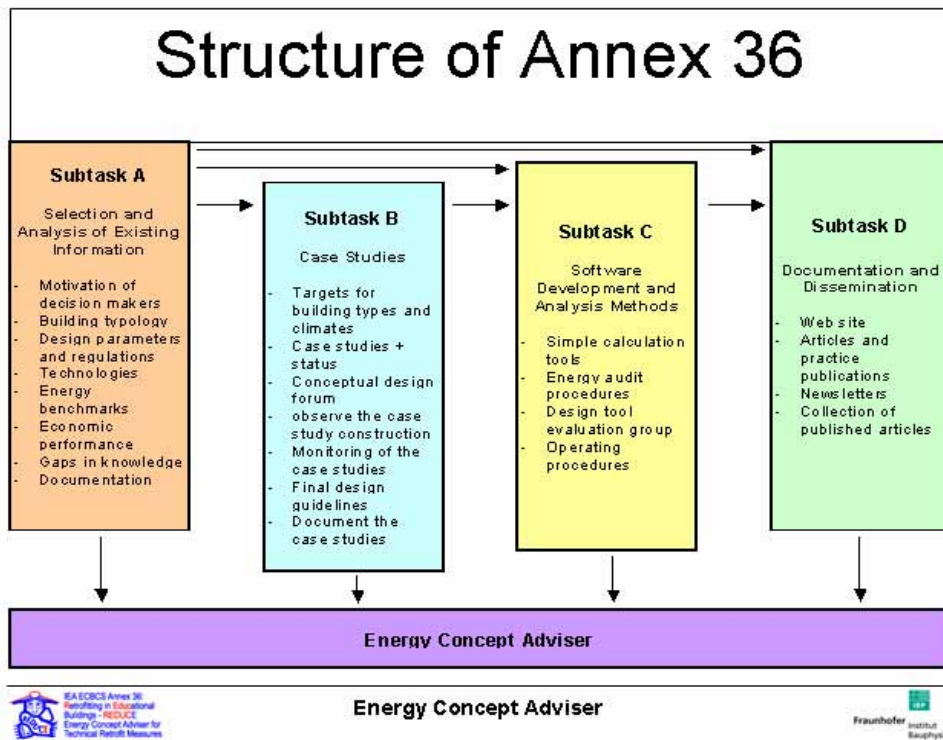 Structure of Annex 36
Subtask A
Selection and
Analysis of Existing
Information
- Motivation of
decision makers
- Building typology
- Design parameters
and regulations
- Technologies
- Energy
benchmarks
- Economic
performance
- Gaps in knowledge
- Documentation
Subtask B
Case Studies
- Targets for
building types and
climates
- Case studies +
status
- Conceptual design
forum
- observe the case
study construction
- Monitoring of the
case studies
- Final design
guidelines
- Document the
case studies
Subtask C
Software
Development and
Analysis Methods
- Simple calculation
tools
- Energy audit
procedures
- Design tool
evaluation group
- Operating
procedures
Subtask D
Documentation and
Dissemination
- Web site
- Articles and
practice
publications
- Newsletters
- Collection of
published articles
Energy Concept Adviser
IEA ECBCS Annex 36:
Retrofitting in Educational
Buildings - REDUCE
Energy Concept Adviser for
Technical Retrofit Measures
Energy Concept Adviser
IBP
Fraunhofer Institut
Bauphysi